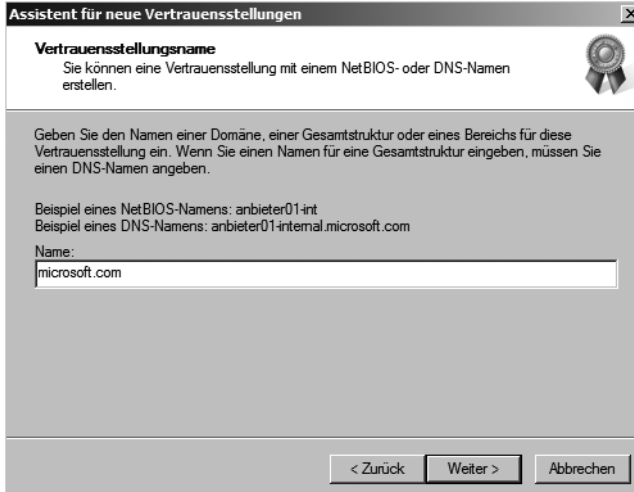 Assistent für neue Vertrauensstellungen
Vertrauensstellungsname
Sie können eine Vertrauensstellung mit einem NetBIOS- oder DNS-Namen
erstellen.
Geben Sie den Namen einer Domäne, einer Gesamtstruktur oder eines Bereichs für diese
Vertrauensstellung ein. Wenn Sie einen Namen für eine Gesamtstruktur eingeben, müssen Sie
einen DNS-Namen angeben.
Beispiel eines NetBIOS-Namens: anbieter01-int
Beispiel eines DNS-Namens: anbieter01-internal.microsoft.com
Name:
microsoft.com
< Zurück Weiter > Abbrechen